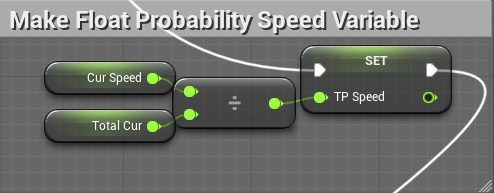 Make Float Probability Speed Variable
SET
Cur Speed
÷
TP Speed
Total Cur